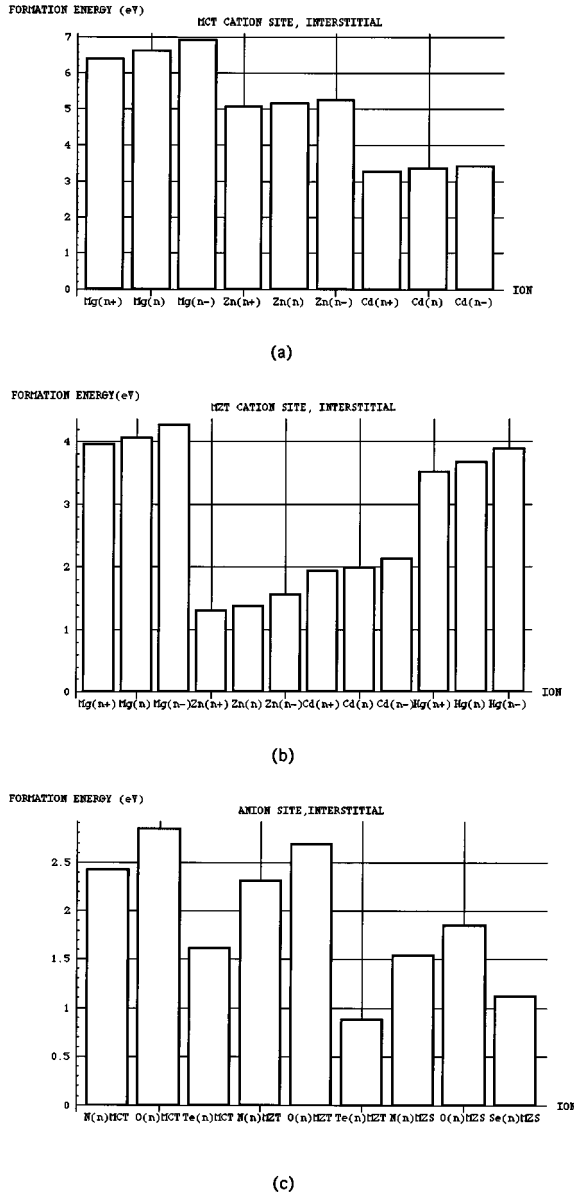 FORMATION ENERGY (eV)
MCT CATION SITE, INTERSTITIAL
7
6
5
4
3
2
1
0
ION
Mg(n+) Mg(n) Mg(n-) Zn(n+) Zn(n) Zn(n-) Cd(n+) Cd(n) Cd(n-)
(a)
FORMATION ENERGY(eV)
MZT CATION SITE, INTERSTITIAL
4
3
2
1
0
ION
Mg(n+) Mg(n) Mg(n-) Zn(n+) Zn(n) Zn(n-) Cd(n+) Cd(n) Cd(n-) Hg(n+) Hg(n) Hg(n-)
(b)
FORMATION ENERGY (eV)
ANION SITE,INTERSTITIAL
2.5
2
1.5
1
0.5
0
ION
N(n)MCT O(n)MCT Te(n)MCT N(n)MZT O(n)MZT Te(n)MZT N(n)MZS O(n)MZS Se(n)MZS
(c)